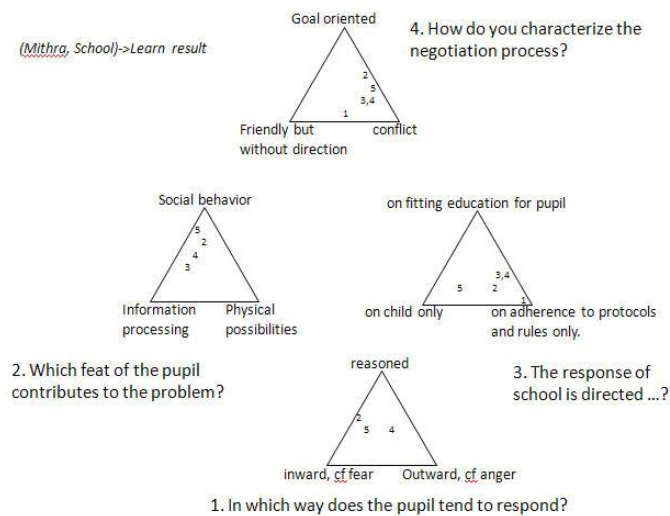 Goal oriented
4. How do you characterize the
negotiation process?
(Mithra, School)->Learn result
2
5
3,4
1
Friendly but
without direction
conflict
Social behavior
5
2
4
3
Information
processing
Physical
possibilities
on fitting education for pupil
3,4
5
2
1
on child only
on adherence to protocols
and rules only.
2. Which feat of the pupil
contributes to the problem?
3. The response of
school is directed ...?
reasoned
2
5
4
inward, cf fear
Outward, cf anger
1. In which way does the pupil tend to respond?